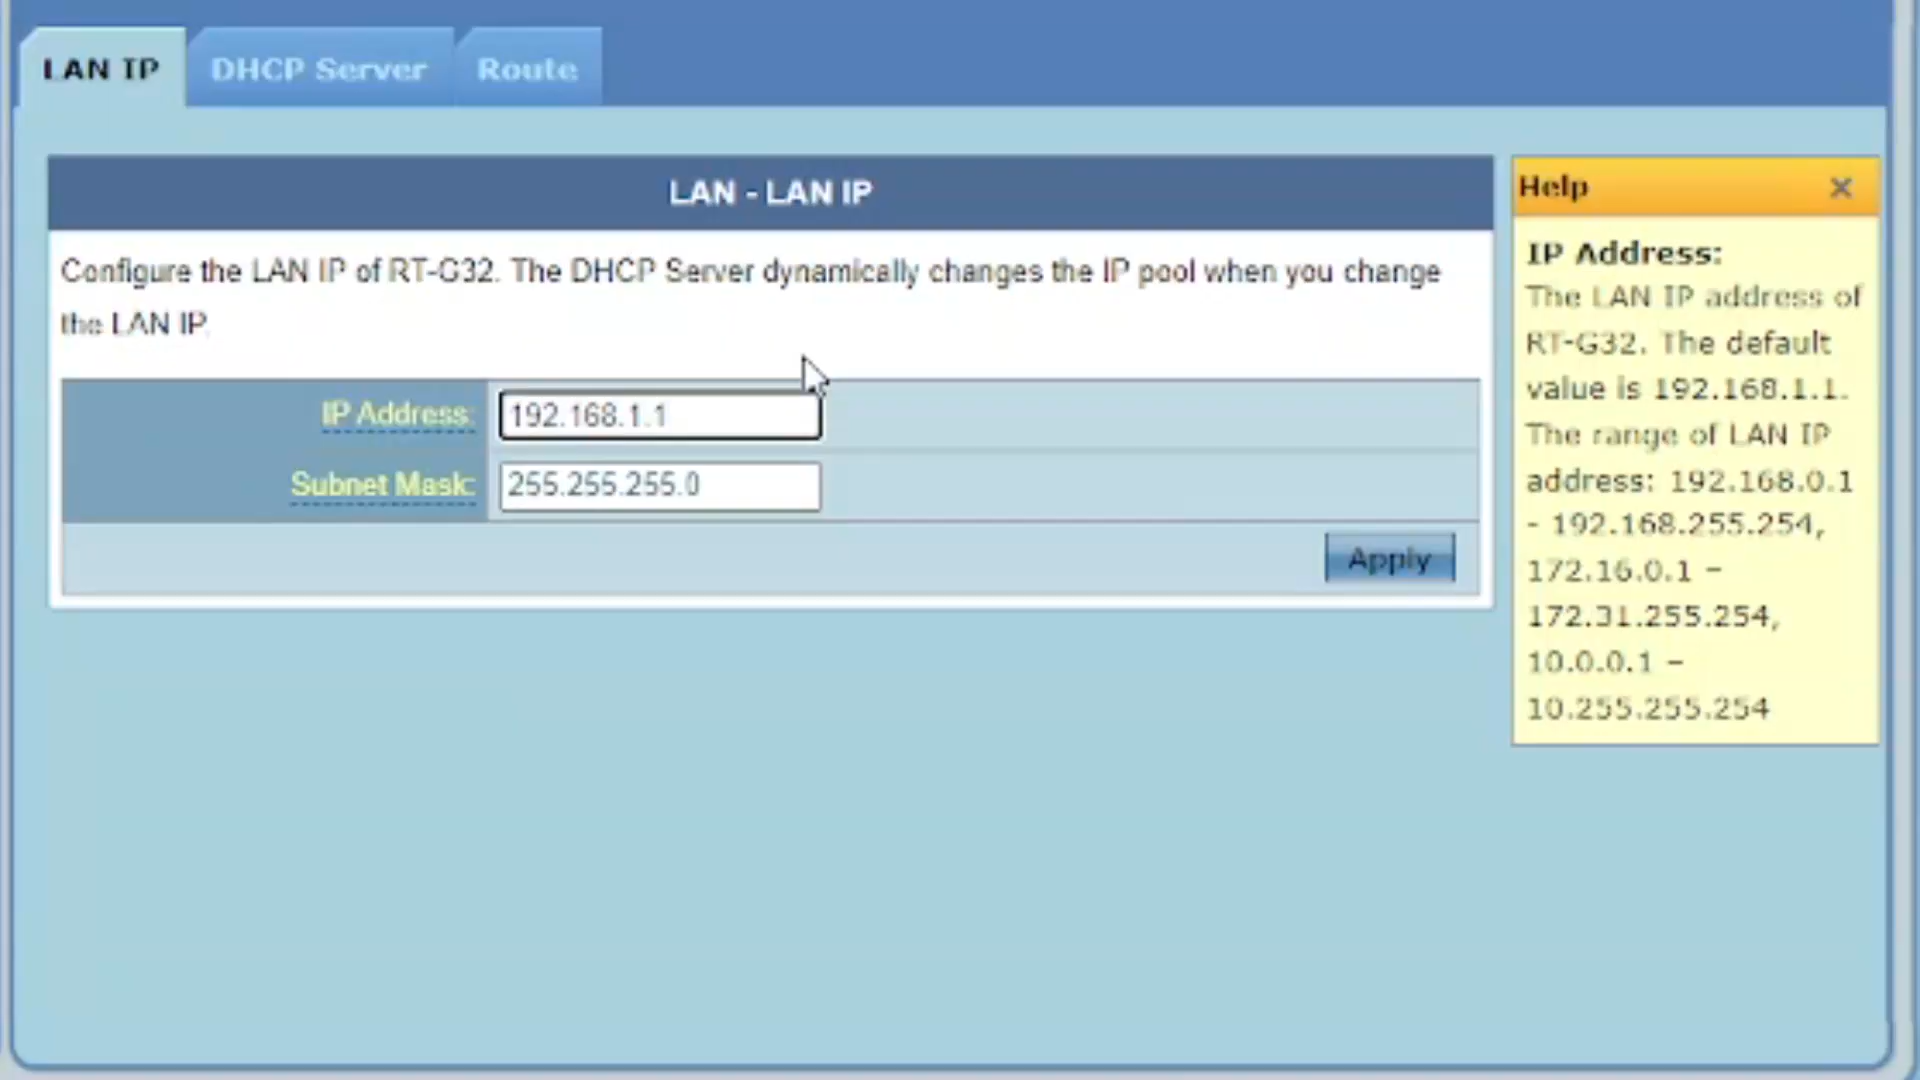 LAN IP DHCP Server Route
LAN - LAN IP
Configure the LAN IP of RT-G32. The DHCP Server dynamically changes the IP pool when you change
the LAN IP.
IP Address: 192.168.1.1
Subnet Mask: 255.255.255.0
Apply
Help
IP Address:
The LAN IP address of
RT-G32. The default
value is 192.168.1.1.
The range of LAN IP
address: 192.168.0.1
- 192.168.255.254,
172.16.0.1 –
172.31.255.254,
10.0.0.1 –
10.255.255.254